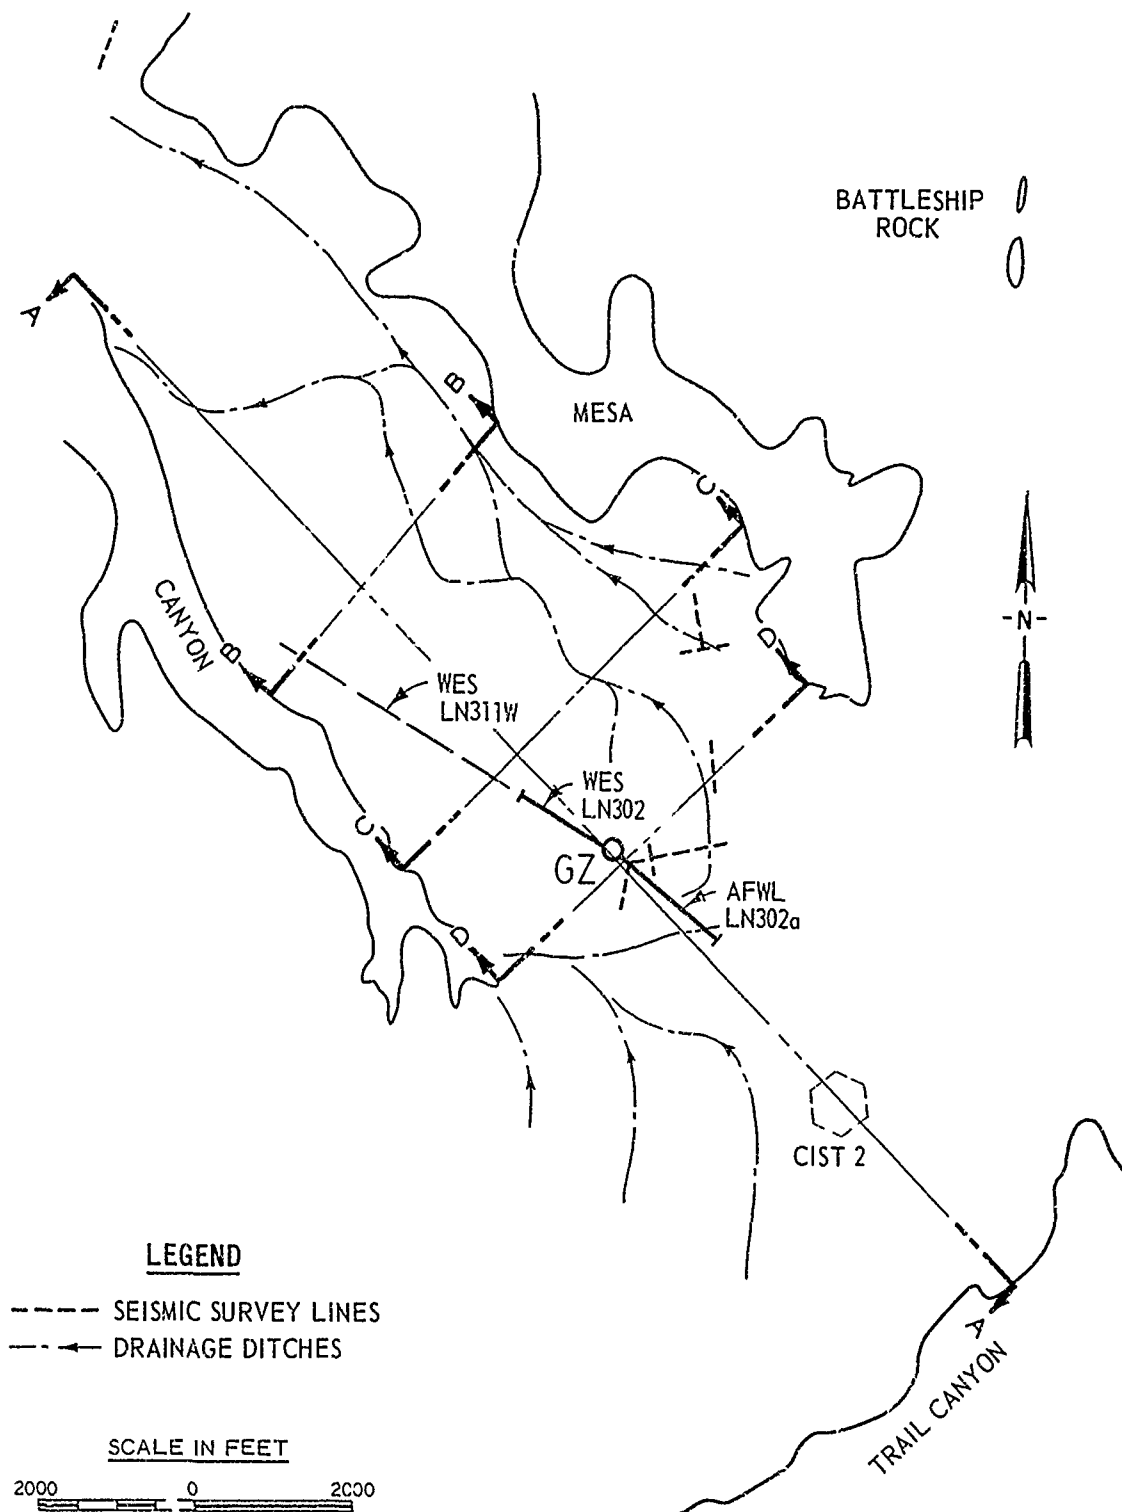 BATTLESHIP
ROCK
A
B
MESA
C
-N-
CANYON
D
B
WES
LN311W
WES
LN302
C
GZ
AFWL
LN302a
D
CIST 2
A
TRAIL CANYON
LEGEND
SEISMIC SURVEY LINES
DRAINAGE DITCHES
SCALE IN FEET
2000 0 2000